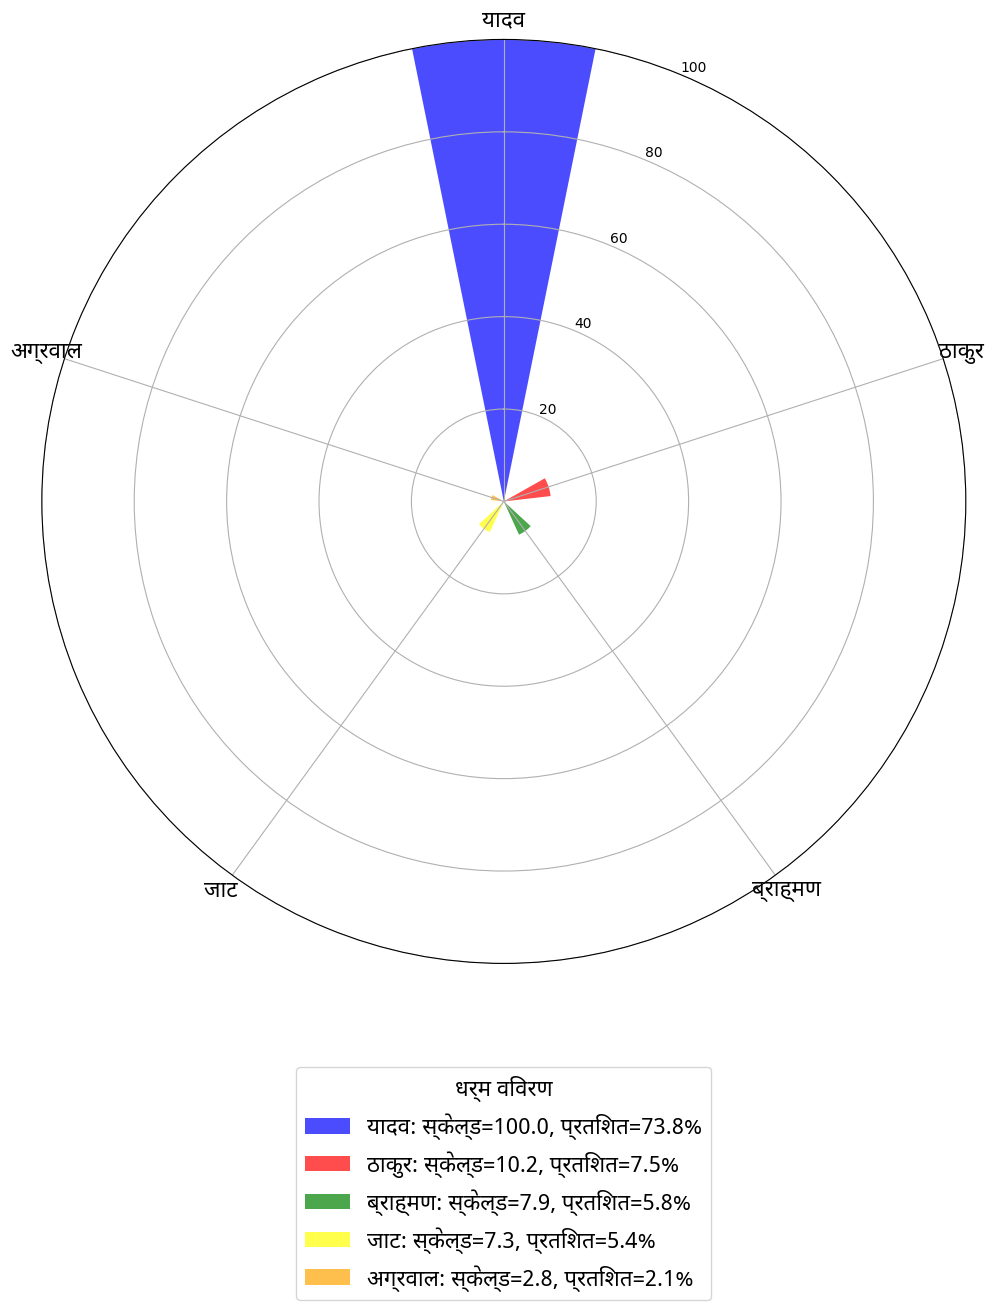 यादव
100
80
60
40
20
अग्रवाल
ठाकुर
जाट
ब्राह्मण
धर्म विवरण
यादव: स्केल्ड=100.0, प्रतिशत=73.8%
ठाकुर: स्केल्ड=10.2, प्रतिशत=7.5%
ब्राह्मण: स्केल्ड=7.9, प्रतिशत=5.8%
जाट: स्केल्ड=7.3, प्रतिशत=5.4%
अग्रवाल: स्केल्ड=2.8, प्रतिशत=2.1%